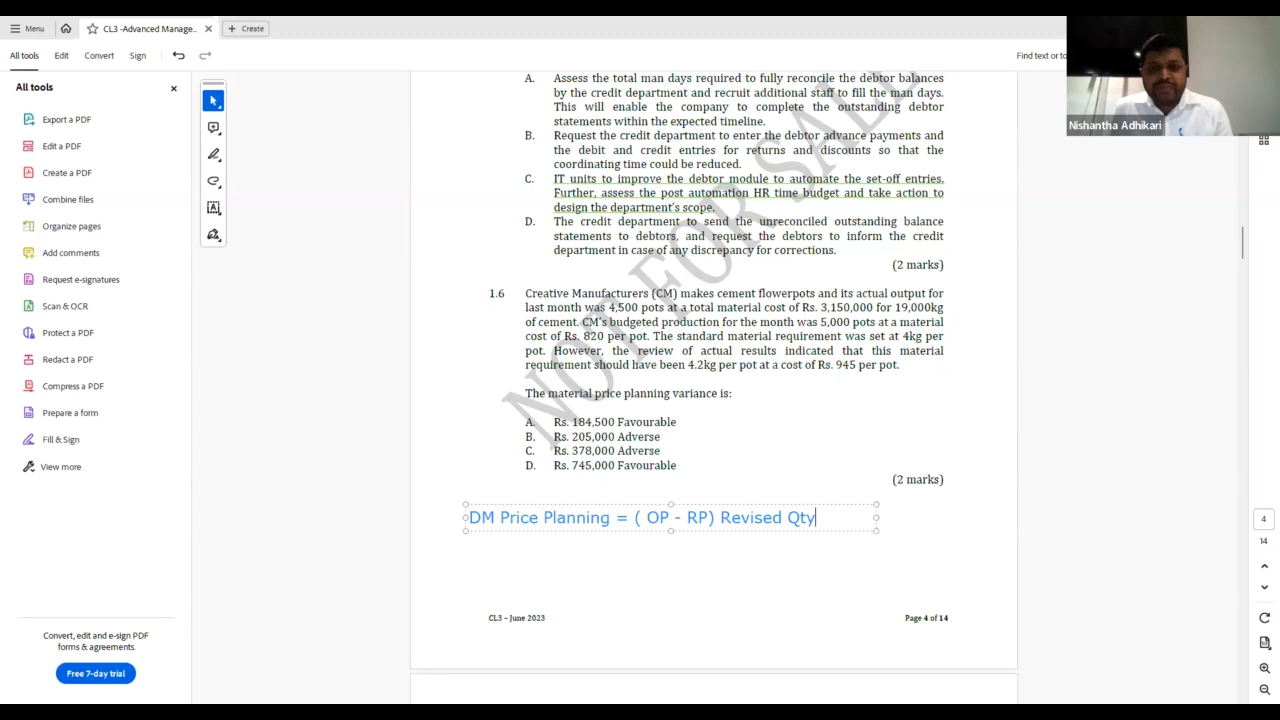 Menu
CL3 -Advanced Manage...
Create
All tools
Edit
Convert
Sign
Find text or to
All tools
Export a PDF
Edit a PDF
Create a PDF
Combine files
Organize pages
Add comments
Request e-signatures
Scan & OCR
Protect a PDF
Redact a PDF
Compress a PDF
Prepare a form
Fill & Sign
View more
Convert, edit and e-sign PDF
forms & agreements.
Free 7-day trial
A. Assess the total man days required to fully reconcile the debtor balances
by the credit department and recruit additional staff to fill the man days.
This will enable the company to complete the outstanding debtor
statements within the expected timeline.
B. Request the credit department to enter the debtor advance payments and
the debit and credit entries for returns and discounts so that the
coordinating time could be reduced.
C. IT units to improve the debtor module to automate the set-off entries.
Further, assess the post automation HR time budget and take action to
design the department's scope.
D. The credit department to send the unreconciled outstanding balance
statements to debtors, and request the debtors to inform the credit
department in case of any discrepancy for corrections.
(2 marks)
1.6 Creative Manufacturers (CM) makes cement flowerpots and its actual output for
last month was 4,500 pots at a total material cost of Rs. 3,150,000 for 19,000kg
of cement. CM's budgeted production for the month was 5,000 pots at a material
cost of Rs. 820 per pot. The standard material requirement was set at 4kg per
pot. However, the review of actual results indicated that this material
requirement should have been 4.2kg per pot at a cost of Rs. 945 per pot.
The material price planning variance is:
A. Rs. 184,500 Favourable
B. Rs. 205,000 Adverse
C. Rs. 378,000 Adverse
D. Rs. 745,000 Favourable
(2 marks)
DM Price Planning = ( OP - RP) Revised Qty
CL3 – June 2023
Page 4 of 14
NOT FOR SALE
Nishantha Adhikari
4
14